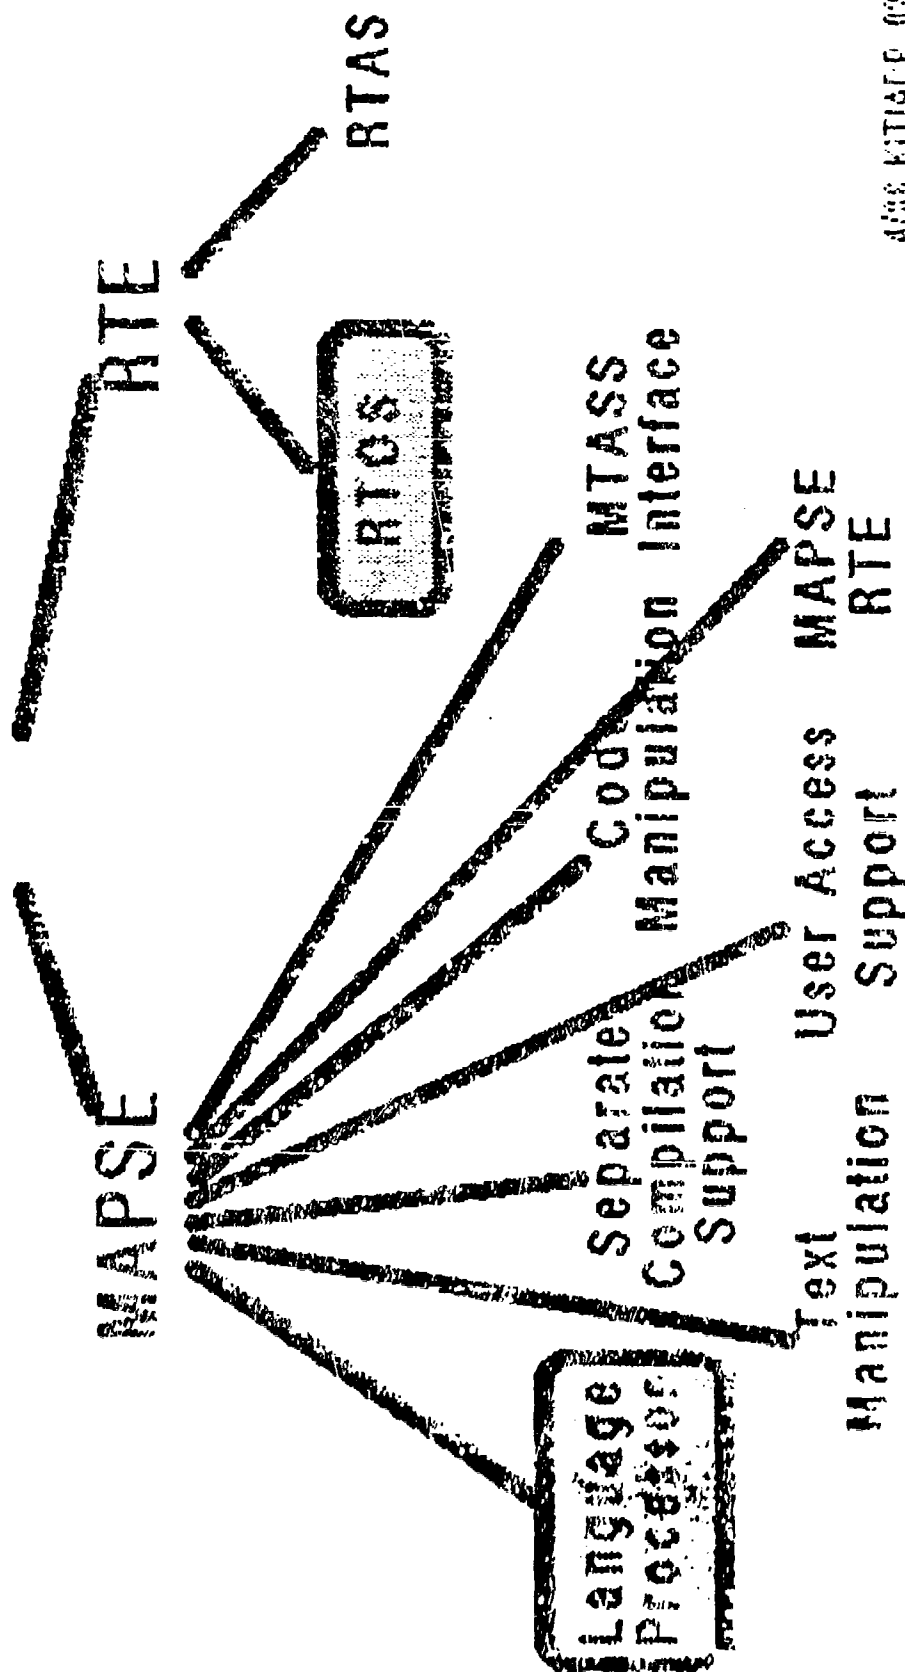 MAPSE
RTE
RTOS
RTAS
Language
Processor
Separate
Compilation
Support
Code
Manipulation
MTASS
Interface
Text
Manipulation
User Access
Support
MAPSE
RTE